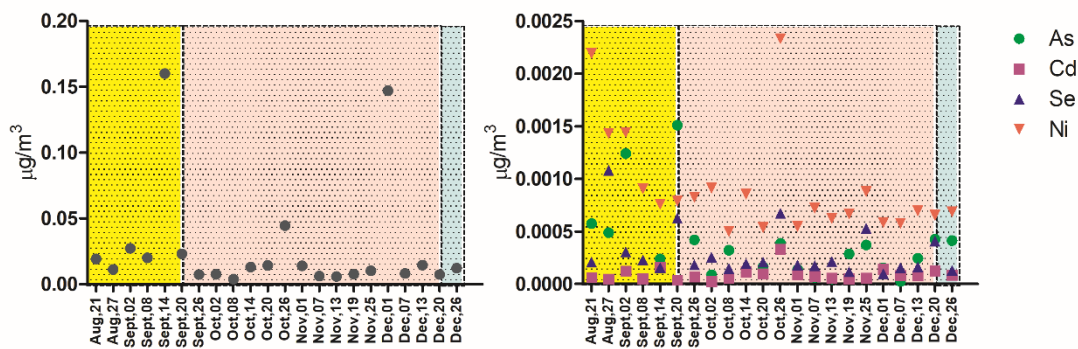 0.20
0.15
0.10
0.05
0.00
µg/m³
Aug,21
Aug,27
Sept,02
Sept,08
Sept,14
Sept,20
Sept,26
Oct,02
Oct,08
Oct,14
Oct,20
Oct,26
Nov,01
Nov,07
Nov,13
Nov,19
Nov,25
Dec,01
Dec,07
Dec,13
Dec,20
Dec,26
0.0025
0.0020
0.0015
0.0010
0.0005
0.0000
µg/m³
Aug,21
Aug,27
Sept,02
Sept,08
Sept,14
Sept,20
Sept,26
Oct,02
Oct,14
Oct,14
Oct,20
Oct,26
Nov,01
Nov,07
Nov,13
Nov,19
Nov,25
Dec,01
Dec,07
Dec,13
Dec,20
Dec,26
As
Cd
Se
Ni